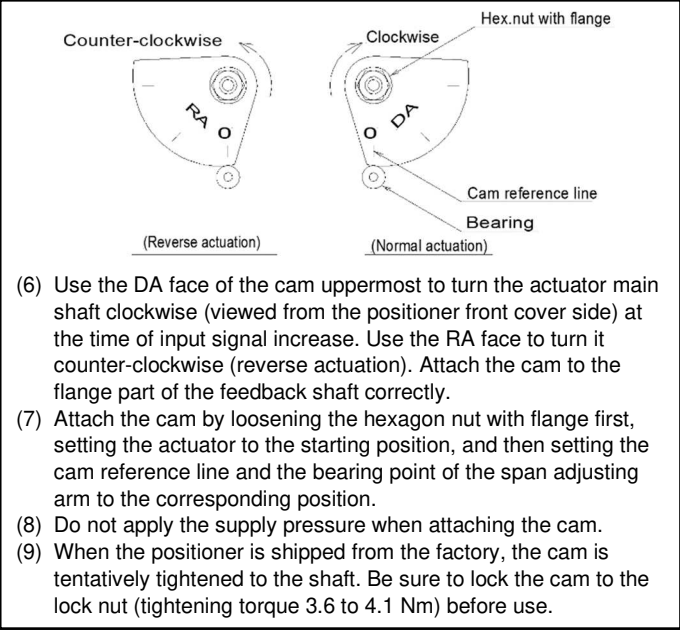 Hex.nut with flange
Counter-clockwise
Clockwise
RA
O
O
DA
Cam reference line
Bearing
(Reverse actuation)
(Normal actuation)
(6) Use the DA face of the cam uppermost to turn the actuator main
shaft clockwise (viewed from the positioner front cover side) at
the time of input signal increase. Use the RA face to turn it
counter-clockwise (reverse actuation). Attach the cam to the
flange part of the feedback shaft correctly.
(7) Attach the cam by loosening the hexagon nut with flange first,
setting the actuator to the starting position, and then setting the
cam reference line and the bearing point of the span adjusting
arm to the corresponding position.
(8) Do not apply the supply pressure when attaching the cam.
(9) When the positioner is shipped from the factory, the cam is
tentatively tightened to the shaft. Be sure to lock the cam to the
lock nut (tightening torque 3.6 to 4.1 Nm) before use.